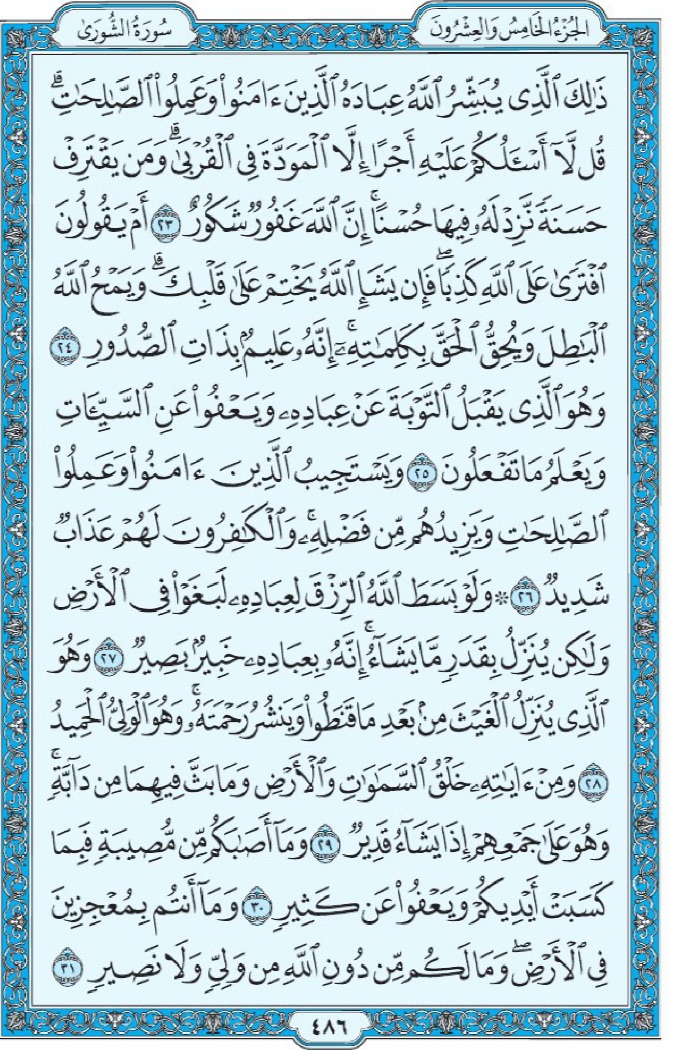 الجُزْءُ الخَامِسُ وَالعِشْرُونَ
سُورَةُ الشُّورَىٰ
ذَٰلِكَ ٱلَّذِى يُبَشِّرُ ٱللَّهُ عِبَادَهُ ٱلَّذِينَ ءَامَنُوا۟ وَعَمِلُوا۟ ٱلصَّـٰلِحَـٰتِ ۗ
قُل لَّآ أَسْـَٔلُكُمْ عَلَيْهِ أَجْرًا إِلَّا ٱلْمَوَدَّةَ فِى ٱلْقُرْبَىٰ ۗ وَمَن يَقْتَرِفْ
حَسَنَةً نَّزِدْ لَهُۥ فِيهَا حُسْنًا ۚ إِنَّ ٱللَّهَ غَفُورٌ شَكُورٌ ٢٣ أَمْ يَقُولُونَ
ٱفْتَرَىٰ عَلَى ٱللَّهِ كَذِبًا ۖ فَإِن يَشَإِ ٱللَّهُ يَخْتِمْ عَلَىٰ قَلْبِكَ ۗ وَيَمْحُ ٱللَّهُ
ٱلْبَـٰطِلَ وَيُحِقُّ ٱلْحَقَّ بِكَلِمَـٰتِهِۦٓ ۚ إِنَّهُۥ عَلِيمٌۢ بِذَاتِ ٱلصُّدُورِ ٢٤
وَهُوَ ٱلَّذِى يَقْبَلُ ٱلتَّوْبَةَ عَنْ عِبَادِهِۦ وَيَعْفُوا۟ عَنِ ٱلسَّيِّـَٔاتِ
وَيَعْلَمُ مَا تَفْعَلُونَ ٢٥ وَيَسْتَجِيبُ ٱلَّذِينَ ءَامَنُوا۟ وَعَمِلُوا۟
ٱلصَّـٰلِحَـٰتِ وَيَزِيدُهُم مِّن فَضْلِهِۦ ۚ وَٱلْكَـٰفِرُونَ لَهُمْ عَذَابٌ
شَدِيدٌ ٢٦ ۞ وَلَوْ بَسَطَ ٱللَّهُ ٱلرِّزْقَ لِعِبَادِهِۦ لَبَغَوْا۟ فِى ٱلْأَرْضِ
وَلَـٰكِن يُنَزِّلُ بِقَدَرٍ مَّا يَشَآءُ ۚ إِنَّهُۥ بِعِبَادِهِۦ خَبِيرٌۢ بَصِيرٌ ٢٧ وَهُوَ
ٱلَّذِى يُنَزِّلُ ٱلْغَيْثَ مِنۢ بَعْدِ مَا قَنَطُوا۟ وَيَنشُرُ رَحْمَتَهُۥ ۚ وَهُوَ ٱلْوَلِىُّ ٱلْحَمِيدُ
٢٨ وَمِنْ ءَايَـٰتِهِۦ خَلْقُ ٱلسَّمَـٰوَٰتِ وَٱلْأَرْضِ وَمَا بَثَّ فِيهِمَا مِن دَآبَّةٍ ۚ
وَهُوَ عَلَىٰ جَمْعِهِمْ إِذَا يَشَآءُ قَدِيرٌ ٢٩ وَمَآ أَصَـٰبَكُم مِّن مُّصِيبَةٍ فَبِمَا
كَسَبَتْ أَيْدِيكُمْ وَيَعْفُوا۟ عَن كَثِيرٍ ٣٠ وَمَآ أَنتُم بِمُعْجِزِينَ
فِى ٱلْأَرْضِ ۖ وَمَا لَكُم مِّن دُونِ ٱللَّهِ مِن وَلِىٍّ وَلَا نَصِيرٍ ٣١
٤٨٦